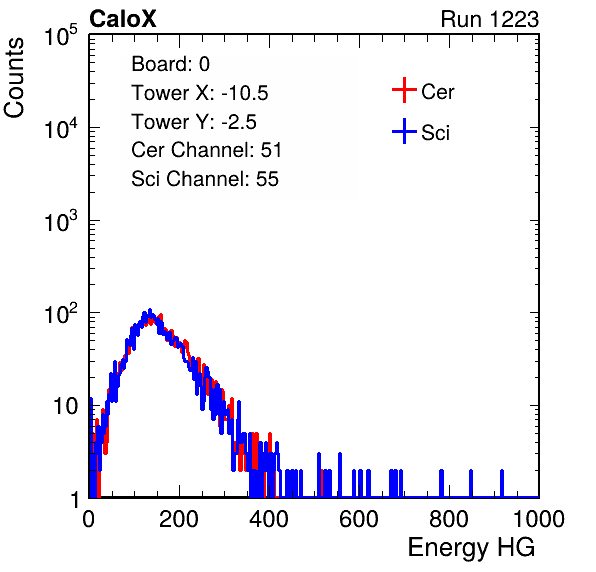 CaloX Run 1223
Counts
10^5
10^4
10^3
10^2
10
1
Board: 0
Tower X: -10.5
Tower Y: -2.5
Cer Channel: 51
Sci Channel: 55
Cer
Sci
0 200 400 600 800 1000
Energy HG